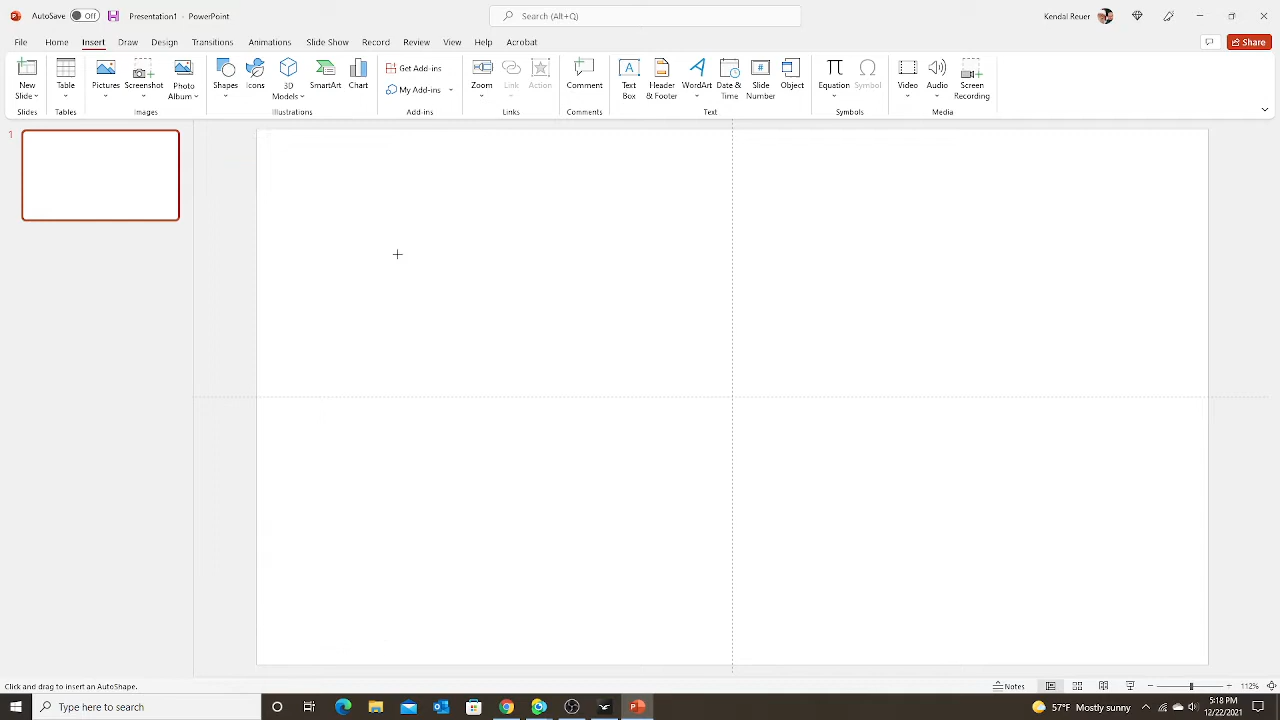 AutoSave Off Presentation1 - PowerPoint Search (Alt+Q) Kendal Reuer
File Home Insert Draw Design Transitions Animations Slide Show Record Review View Help Acrobat Share
New Slide Table Pictures Screenshot Photo Album Shapes Icons 3D Models SmartArt Chart Get Add-ins My Add-ins Zoom Link Action Comment Text Box Header & Footer WordArt Date & Time Slide Number Object Equation Symbol Video Audio Screen Recording
Slides Tables Images Illustrations Add-ins Links Comments Text Symbols Media
1
Click and drag to insert an AutoShape. Notes 112%
Type here to search 57°F Mostly sunny 5:18 PM
12/22/2021